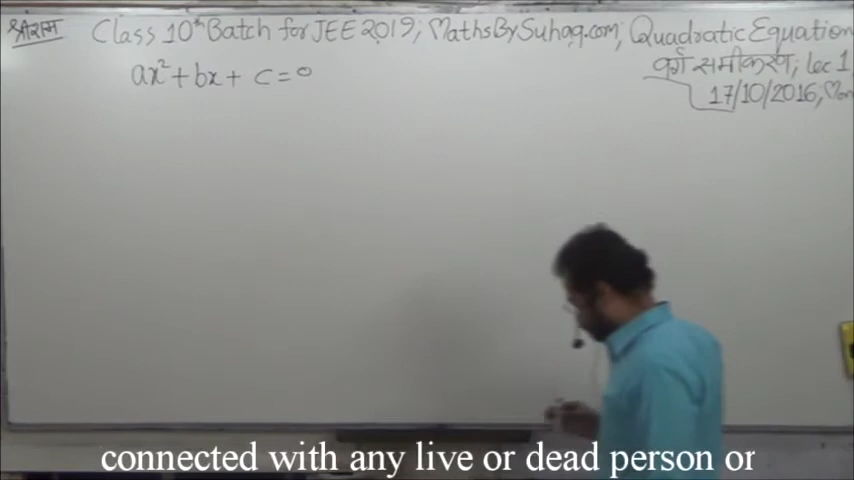 श्रीराम Class 10th Batch for JEE 2019; MathsBySuhag.com; Quadratic Equation
वर्ग समीकरण; lec 1
ax² + bx + c = 0
17/10/2016, Mon
connected with any live or dead person or